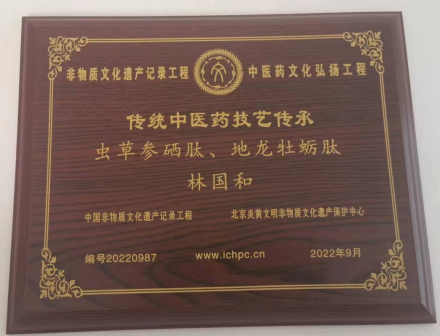 非物质文化遗产记录工程 中医药文化弘扬工程
传统中医药技艺传承
虫草参硒肽、地龙牡蛎肽
林国和
中国非物质文化遗产记录工程 北京炎黄文明非物质文化遗产保护中心
编号20220987 www.ichpc.cn 2022年9月